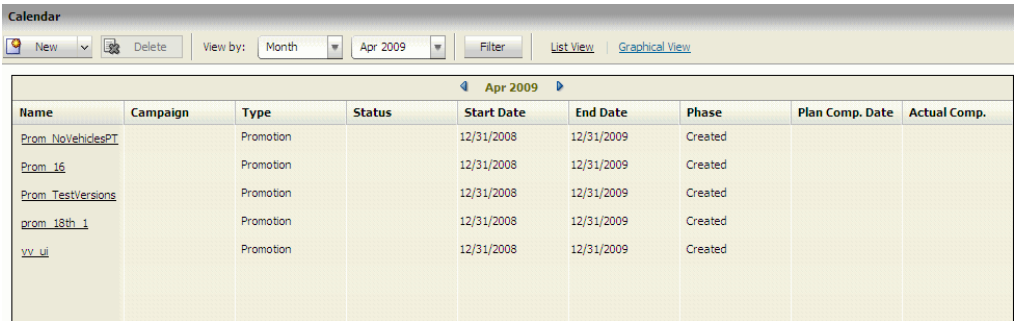 Calendar
New Delete View by: Month Apr 2009 Filter List View Graphical View
Apr 2009
Name Campaign Type Status Start Date End Date Phase Plan Comp. Date Actual Comp.
Prom_NoVehiclesPT Promotion 12/31/2008 12/31/2009 Created
Prom_16 Promotion 12/31/2008 12/31/2009 Created
Prom_TestVersions Promotion 12/31/2008 12/31/2009 Created
prom_18th_1 Promotion 12/31/2008 12/31/2009 Created
vv_ui Promotion 12/31/2008 12/31/2009 Created